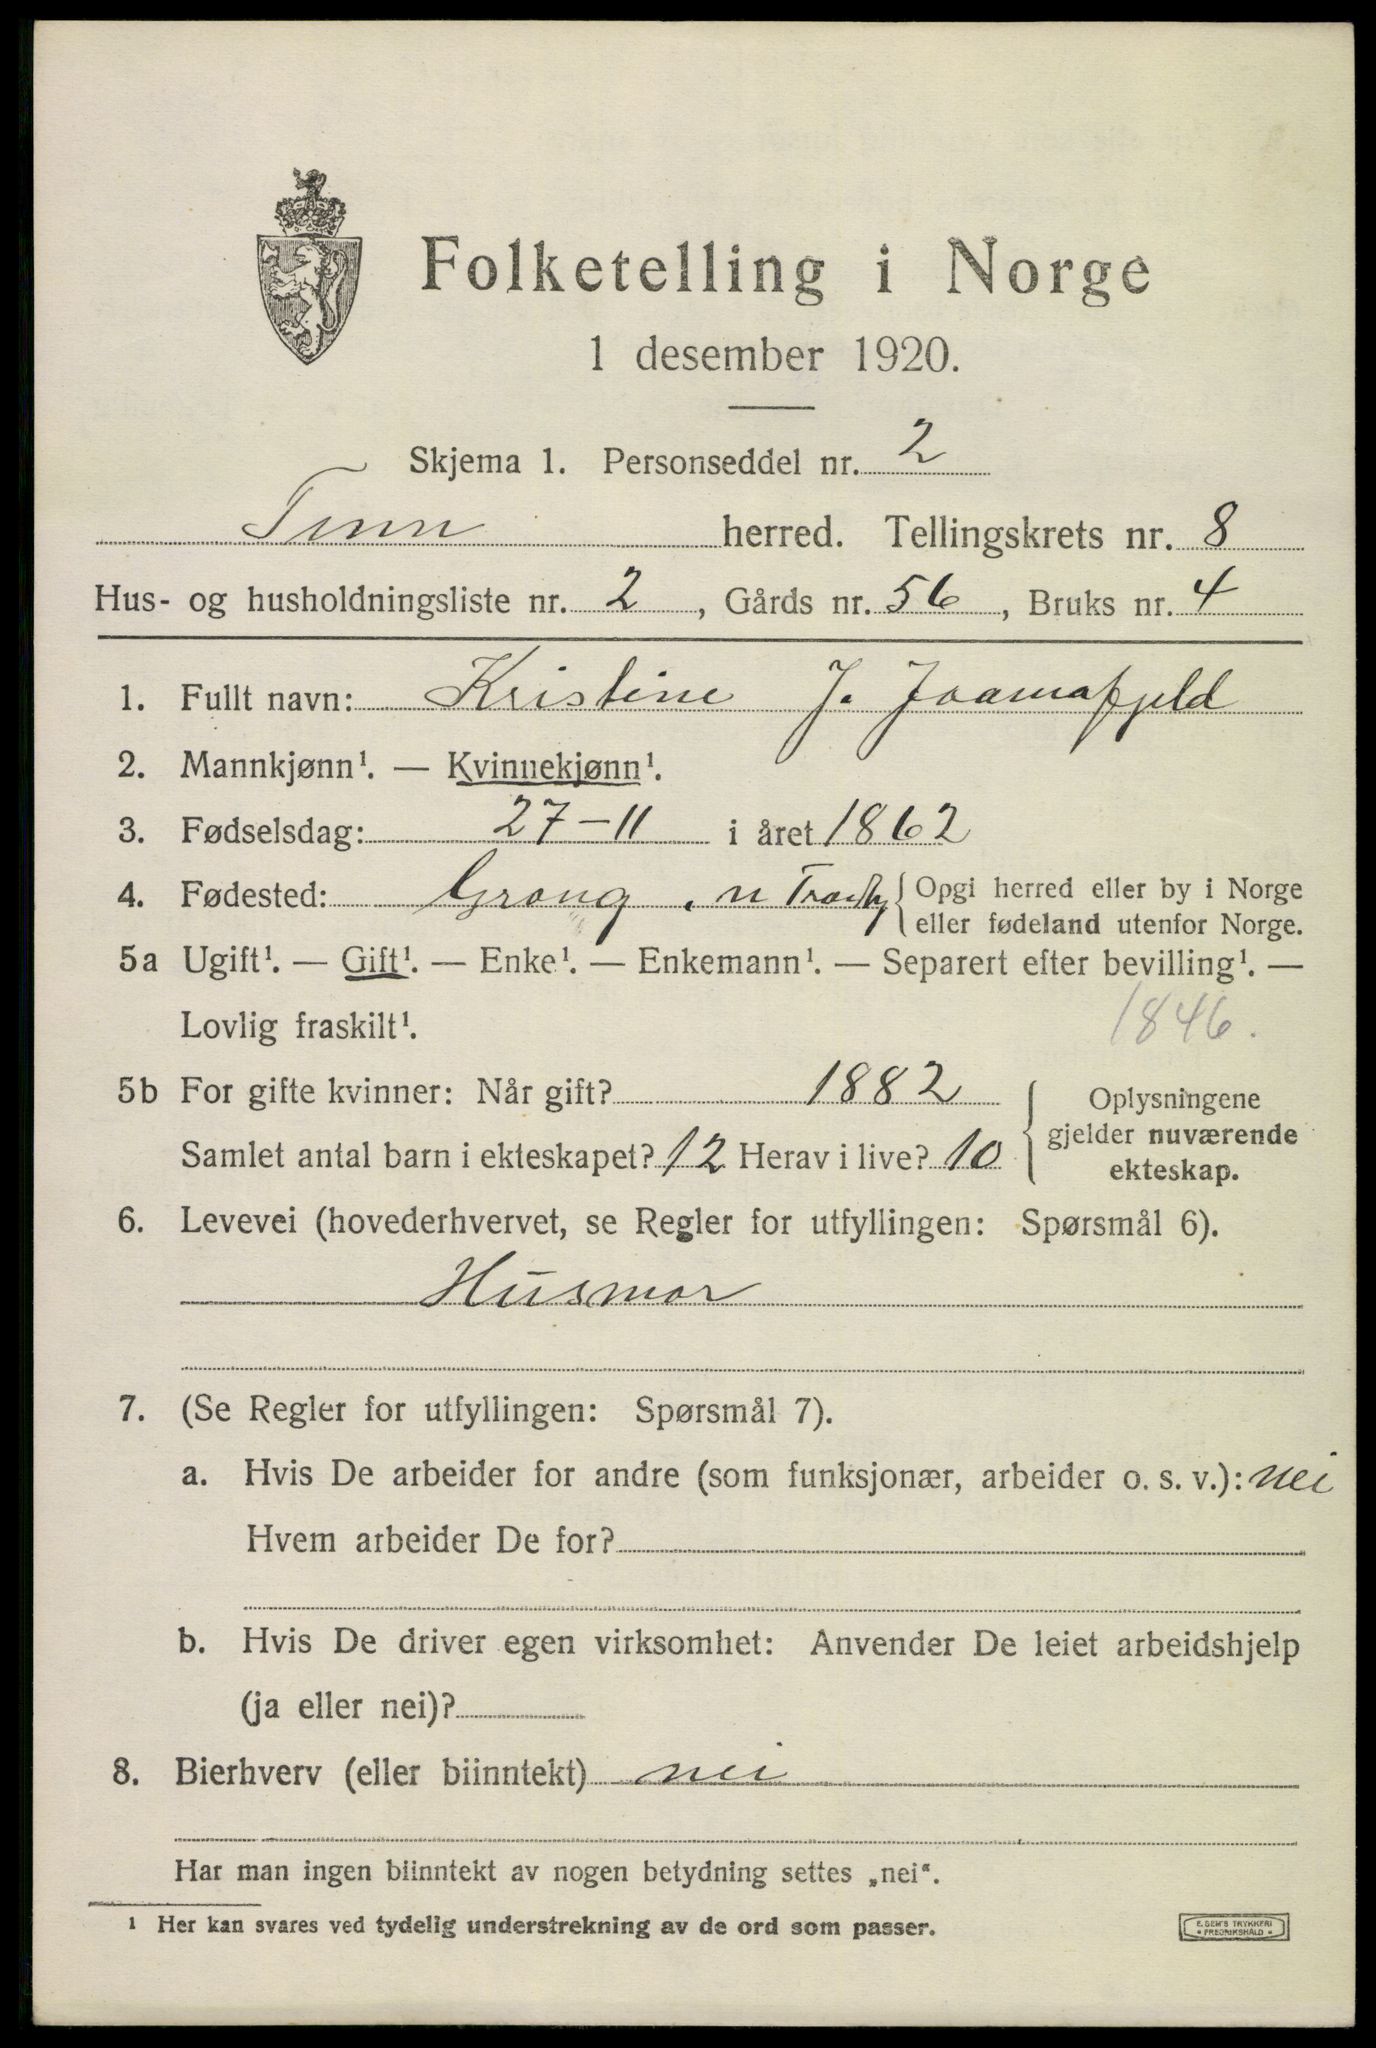 Folketelling i Norge
1 desember 1920.
Skjema 1. Personseddel nr. 2
Tinn herred. Tellingskrets nr. 8
Hus- og husholdningsliste nr. 2, Gårds nr. 56, Bruks nr. 4
1. Fullt navn: Kristine J.
2. Mannkjønn¹. — Kvinnekjønn¹.
3. Fødselsdag: 27-11 i året 1862
4. Fødested: Grong . n {Opgi herred eller by i Norge
eller fødeland utenfor Norge.
5a Ugift¹. — Gift¹. — Enke¹. — Enkemann¹. — Separert efter bevilling¹. —
Lovlig fraskilt¹.
1846.
5b For gifte kvinner: Når gift? 1882 { Oplysningene
gjelder nuværende
Samlet antal barn i ekteskapet? 12 Herav i live? 10
ekteskap.
6. Levevei (hovederhvervet, se Regler for utfyllingen: Spørsmål 6).
Husmor
7. (Se Regler for utfyllingen: Spørsmål 7).
a. Hvis De arbeider for andre (som funksjonær, arbeider o. s. v.): nei
Hvem arbeider De for?
b. Hvis De driver egen virksomhet: Anvender De leiet arbeidshjelp
(ja eller nei)?
8. Bierhverv (eller biinntekt) nei
Har man ingen biinntekt av nogen betydning settes „nei“.
¹ Her kan svares ved tydelig understrekning av de ord som passer.
E. SEM'S TRYKKERI
• FREDRIKSHALD •